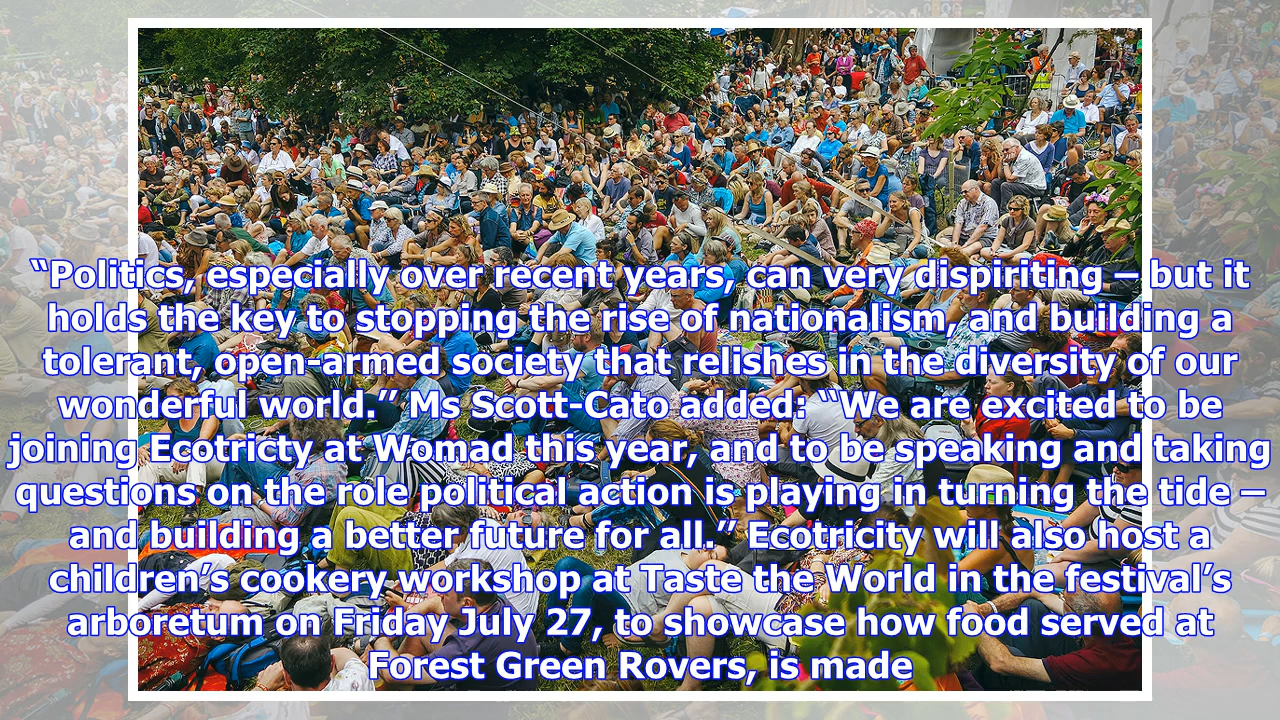 “Politics, especially over recent years, can very dispiriting – but it
holds the key to stopping the rise of nationalism, and building a
tolerant, open-armed society that relishes in the diversity of our
wonderful world.” Ms Scott-Cato added: “We are excited to be
joining Ecotricty at Womad this year, and to be speaking and taking
questions on the role political action is playing in turning the tide –
and building a better future for all.” Ecotricity will also host a
children’s cookery workshop at Taste the World in the festival’s
arboretum on Friday July 27, to showcase how food served at
Forest Green Rovers, is made